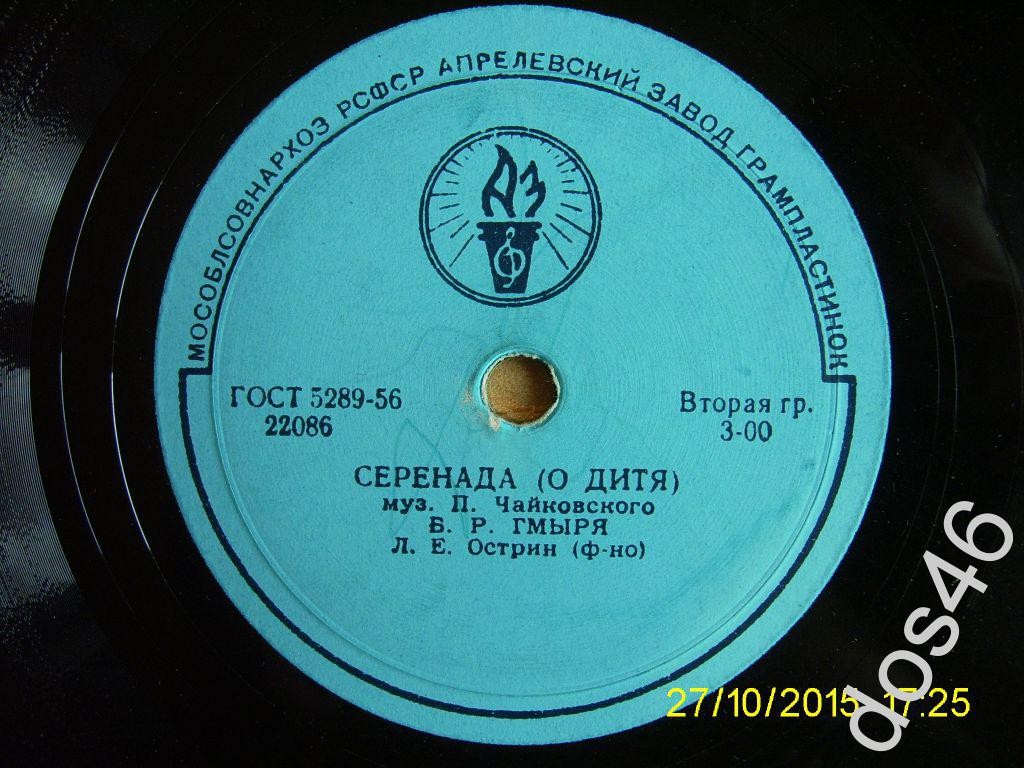 МОСОБЛСОВНАРХОЗ РСФСР АПРЕЛЕВСКИЙ ЗАВОД ГРАМПЛАСТИНОК
АЗ
ГОСТ 5289-56
22086
Вторая гр.
3-00
СЕРЕНАДА (О ДИТЯ)
муз. П. Чайковского
Б. Р. ГМЫРЯ
Л. Е. Острин (ф-но)
27/10/2015 17:25
dos46